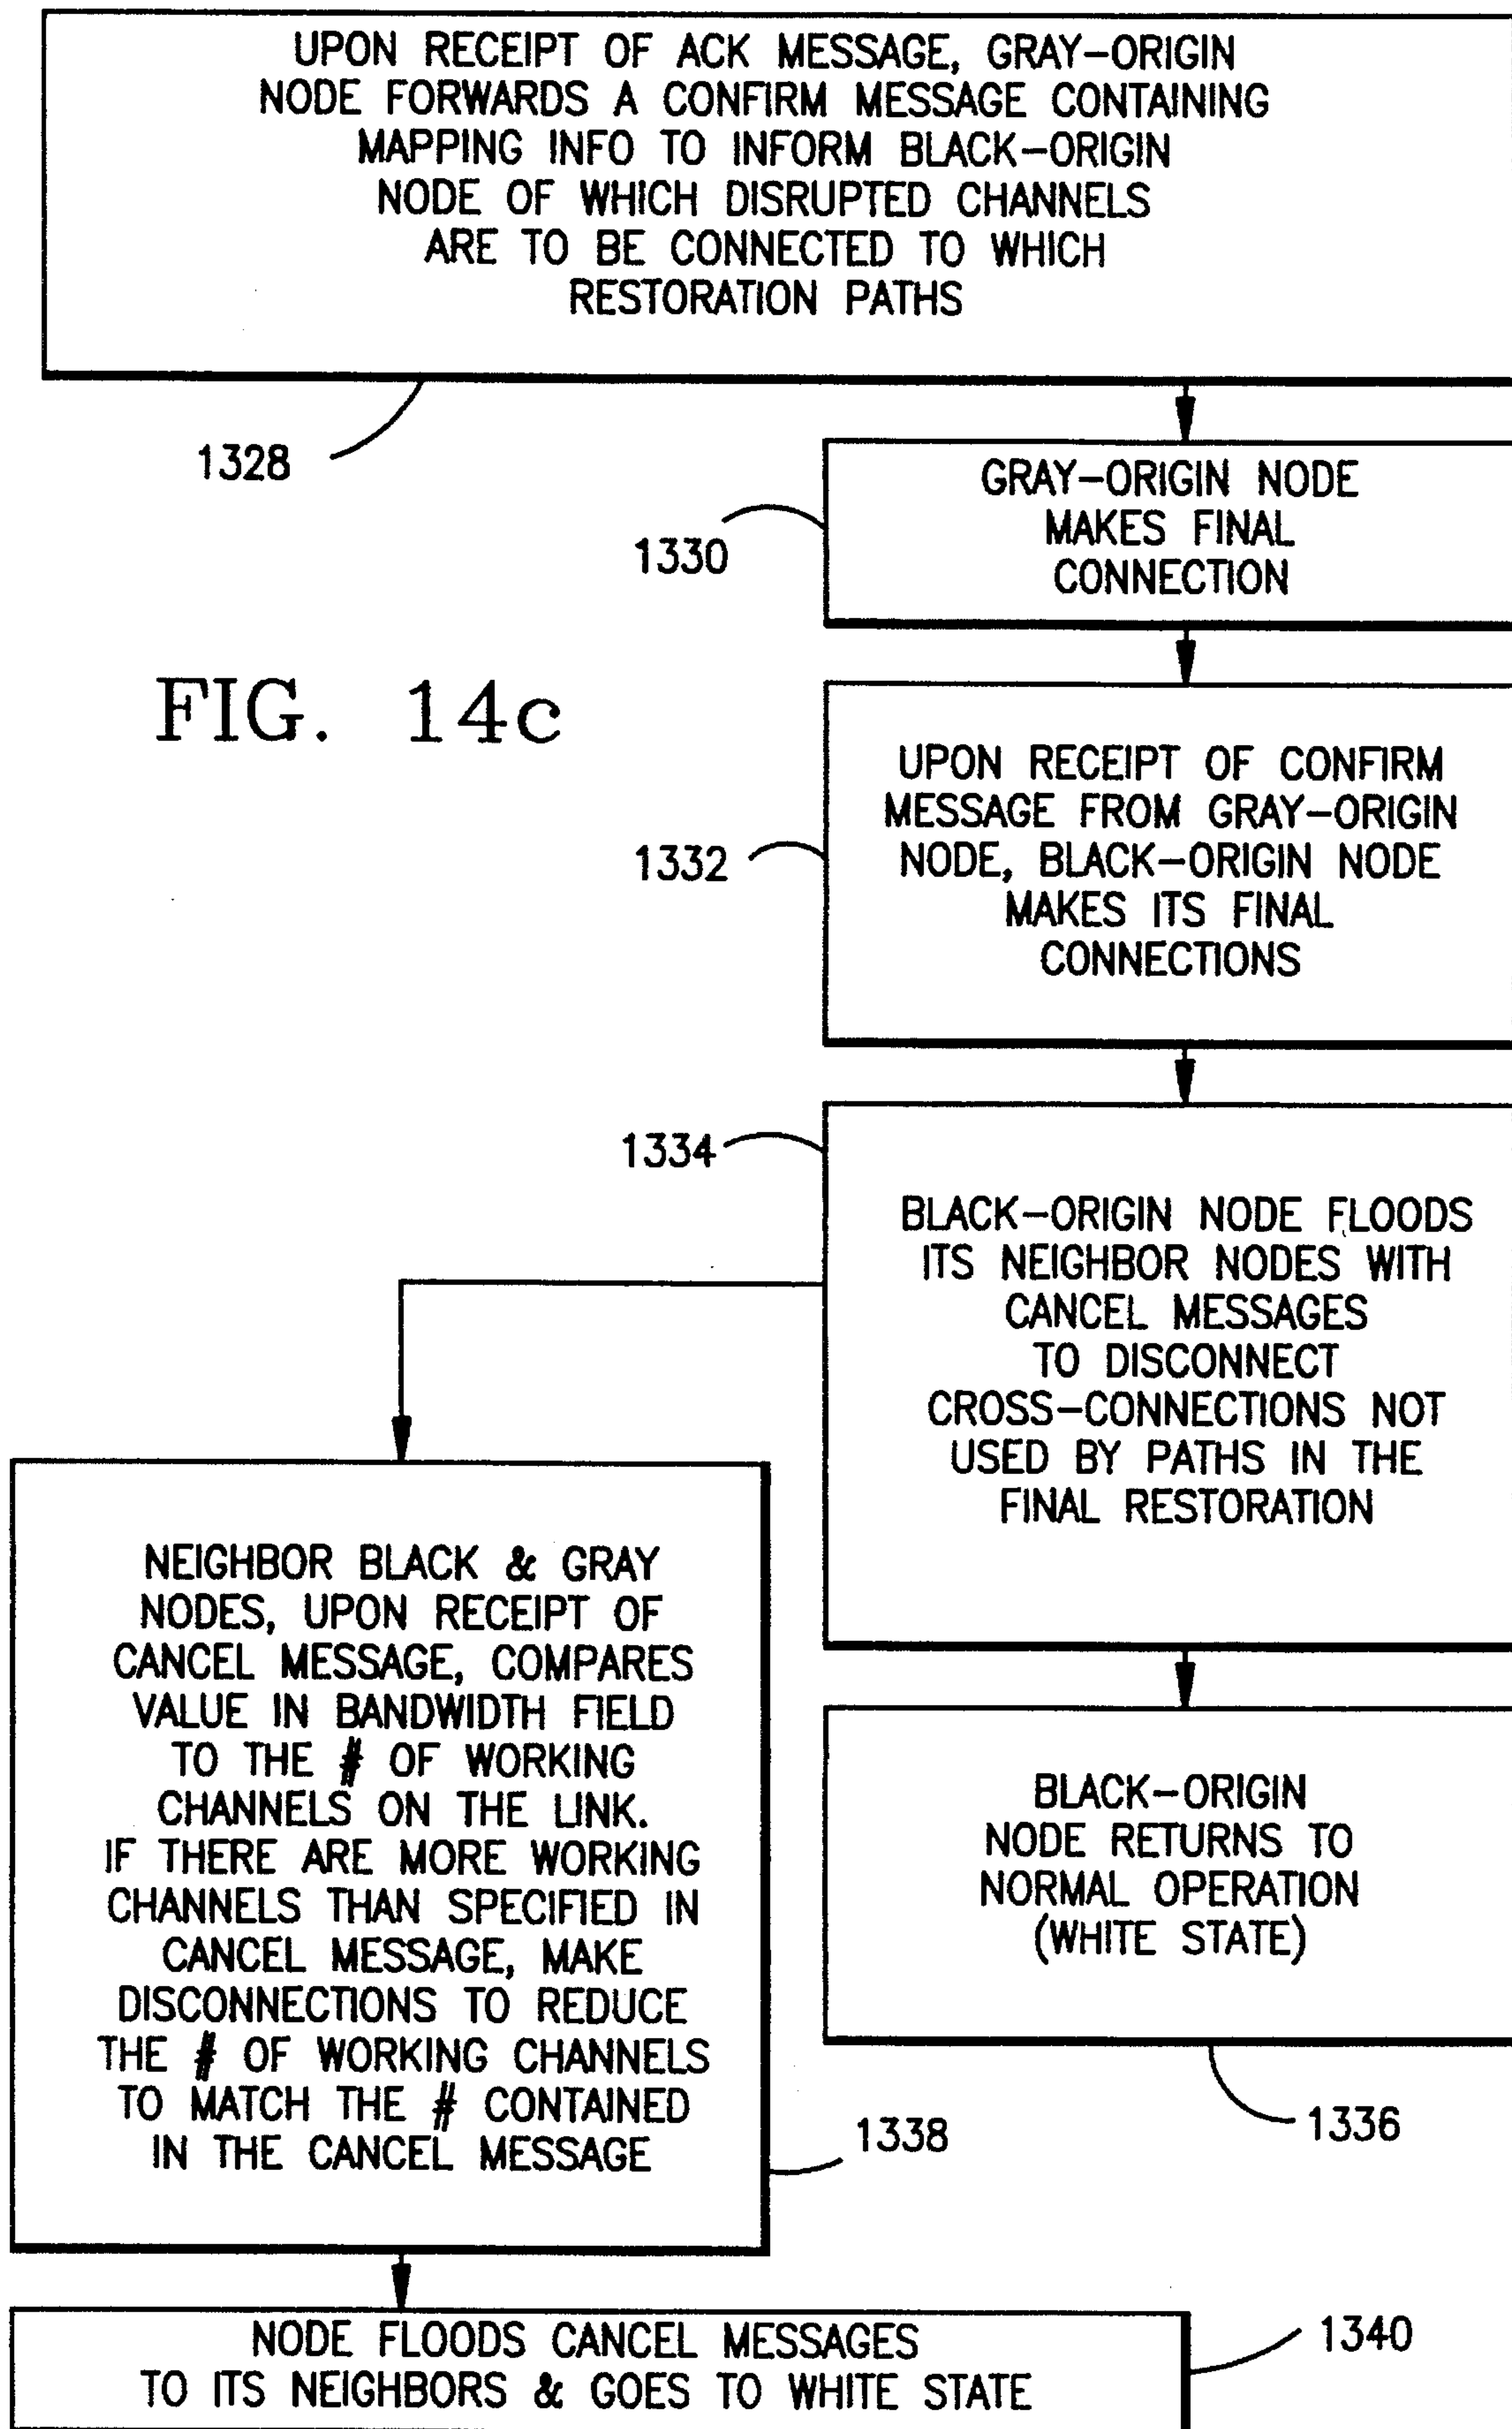 UPON RECEIPT OF ACK MESSAGE, GRAY-ORIGIN
NODE FORWARDS A CONFIRM MESSAGE CONTAINING
MAPPING INFO TO INFORM BLACK-ORIGIN
NODE OF WHICH DISRUPTED CHANNELS
ARE TO BE CONNECTED TO WHICH
RESTORATION PATHS
1328
GRAY-ORIGIN NODE
MAKES FINAL
CONNECTION
1330
FIG. 14c
UPON RECEIPT OF CONFIRM
MESSAGE FROM GRAY-ORIGIN
NODE, BLACK-ORIGIN NODE
MAKES ITS FINAL
CONNECTIONS
1332
1334
BLACK-ORIGIN NODE FLOODS
ITS NEIGHBOR NODES WITH
CANCEL MESSAGES
TO DISCONNECT
CROSS-CONNECTIONS NOT
USED BY PATHS IN THE
FINAL RESTORATION
NEIGHBOR BLACK & GRAY
NODES, UPON RECEIPT OF
CANCEL MESSAGE, COMPARES
VALUE IN BANDWIDTH FIELD
TO THE # OF WORKING
CHANNELS ON THE LINK.
IF THERE ARE MORE WORKING
CHANNELS THAN SPECIFIED IN
CANCEL MESSAGE, MAKE
DISCONNECTIONS TO REDUCE
THE # OF WORKING CHANNELS
TO MATCH THE # CONTAINED
IN THE CANCEL MESSAGE
1338
BLACK-ORIGIN
NODE RETURNS TO
NORMAL OPERATION
(WHITE STATE)
1336
NODE FLOODS CANCEL MESSAGES
TO ITS NEIGHBORS & GOES TO WHITE STATE
1340